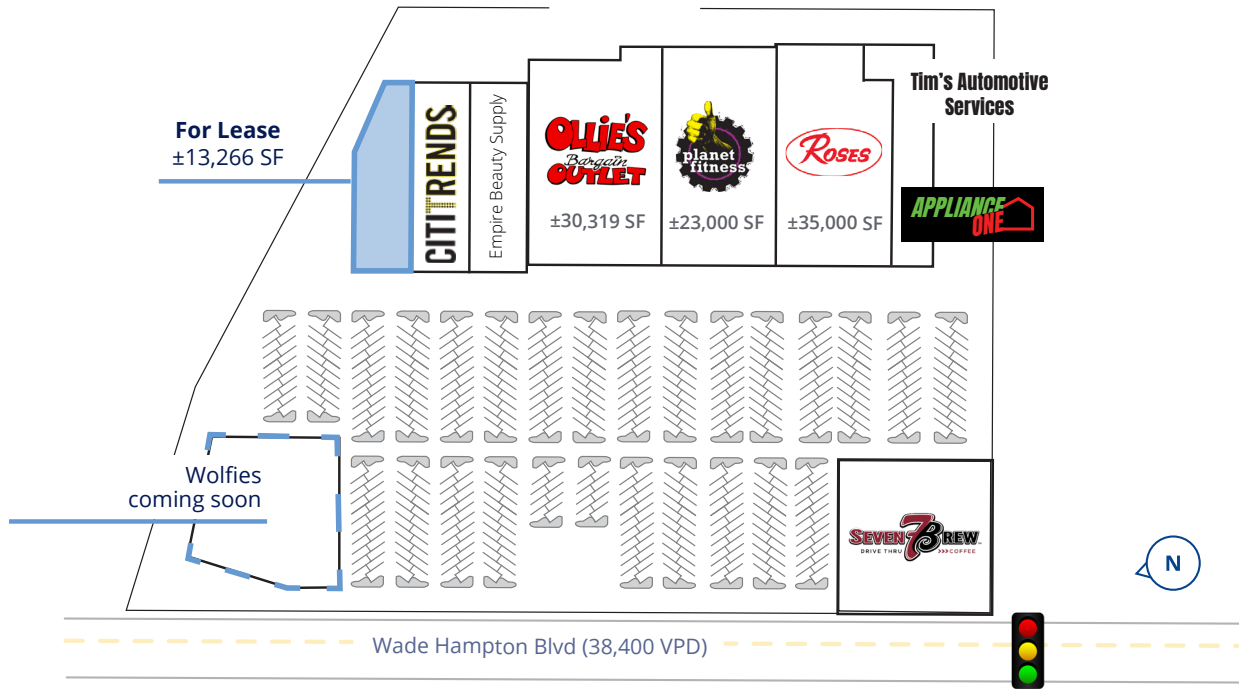 For Lease
±13,266 SF
CITITRENDS
Empire Beauty Supply
OLLIE'S
Bargain
OUTLET
±30,319 SF
planet
fitness
±23,000 SF
ROSES
±35,000 SF
Tim's Automotive
Services
APPLIANCE
ONE
Wolfies
coming soon
SEVEN 7 BREW
DRIVE THRU >>>COFFEE
N
Wade Hampton Blvd (38,400 VPD)